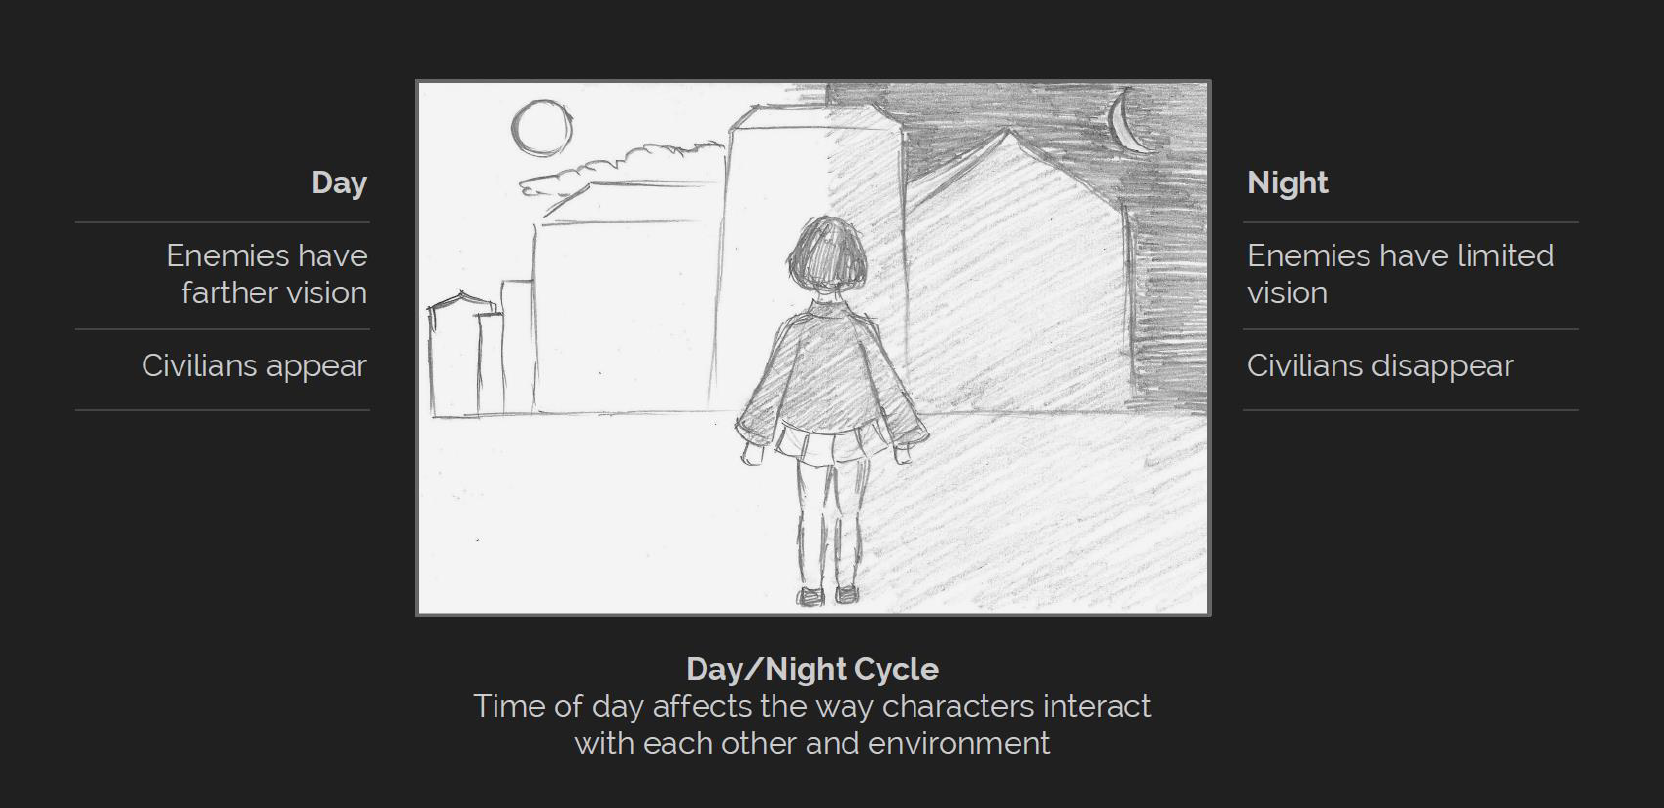 Day
Enemies have
farther vision
Civilians appear
Night
Enemies have limited
vision
Civilians disappear
Day/Night Cycle
Time of day affects the way characters interact
with each other and environment